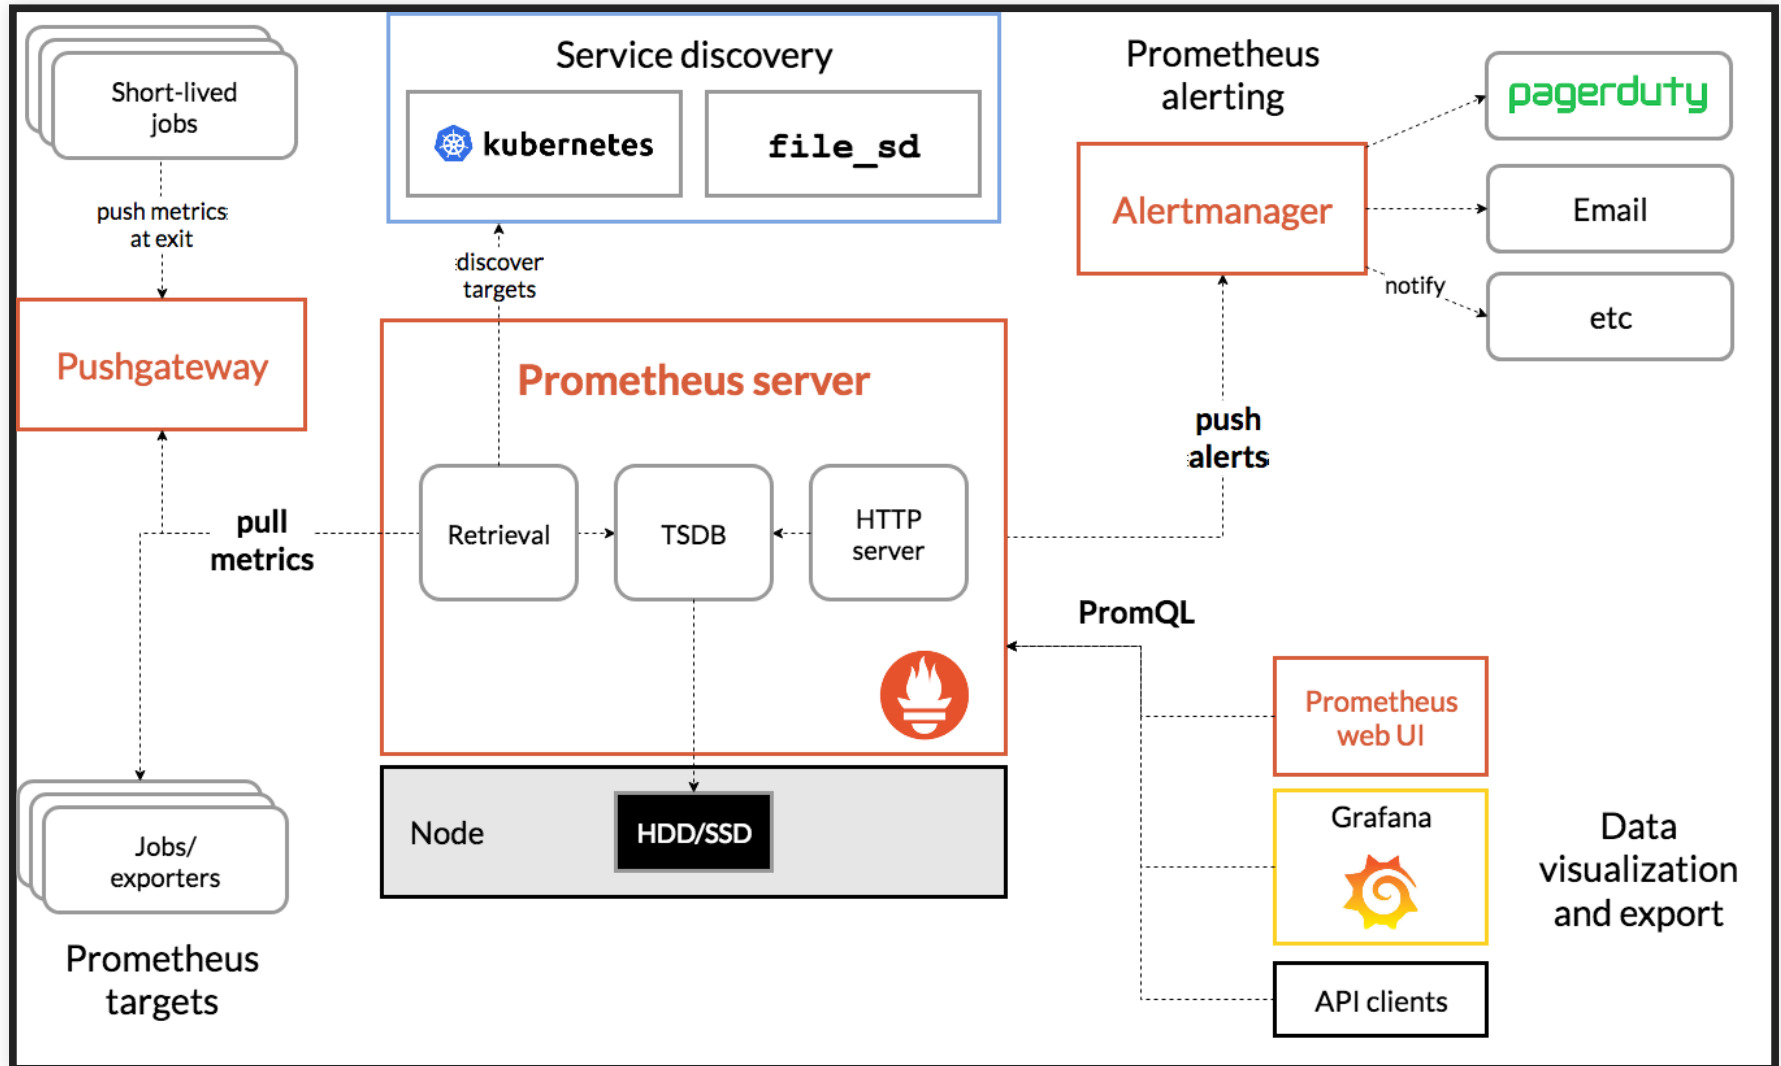 Short-lived
jobs
push metrics
at exit
Pushgateway
pull
metrics
Jobs/
exporters
Prometheus
targets
Service discovery
kubernetes
file_sd
discover
targets
Prometheus server
Retrieval
TSDB
HTTP
server
Node
HDD/SSD
Prometheus
alerting
Alertmanager
pagerduty
Email
notify
etc
push
alerts
PromQL
Prometheus
web UI
Grafana
API clients
Data
visualization
and export